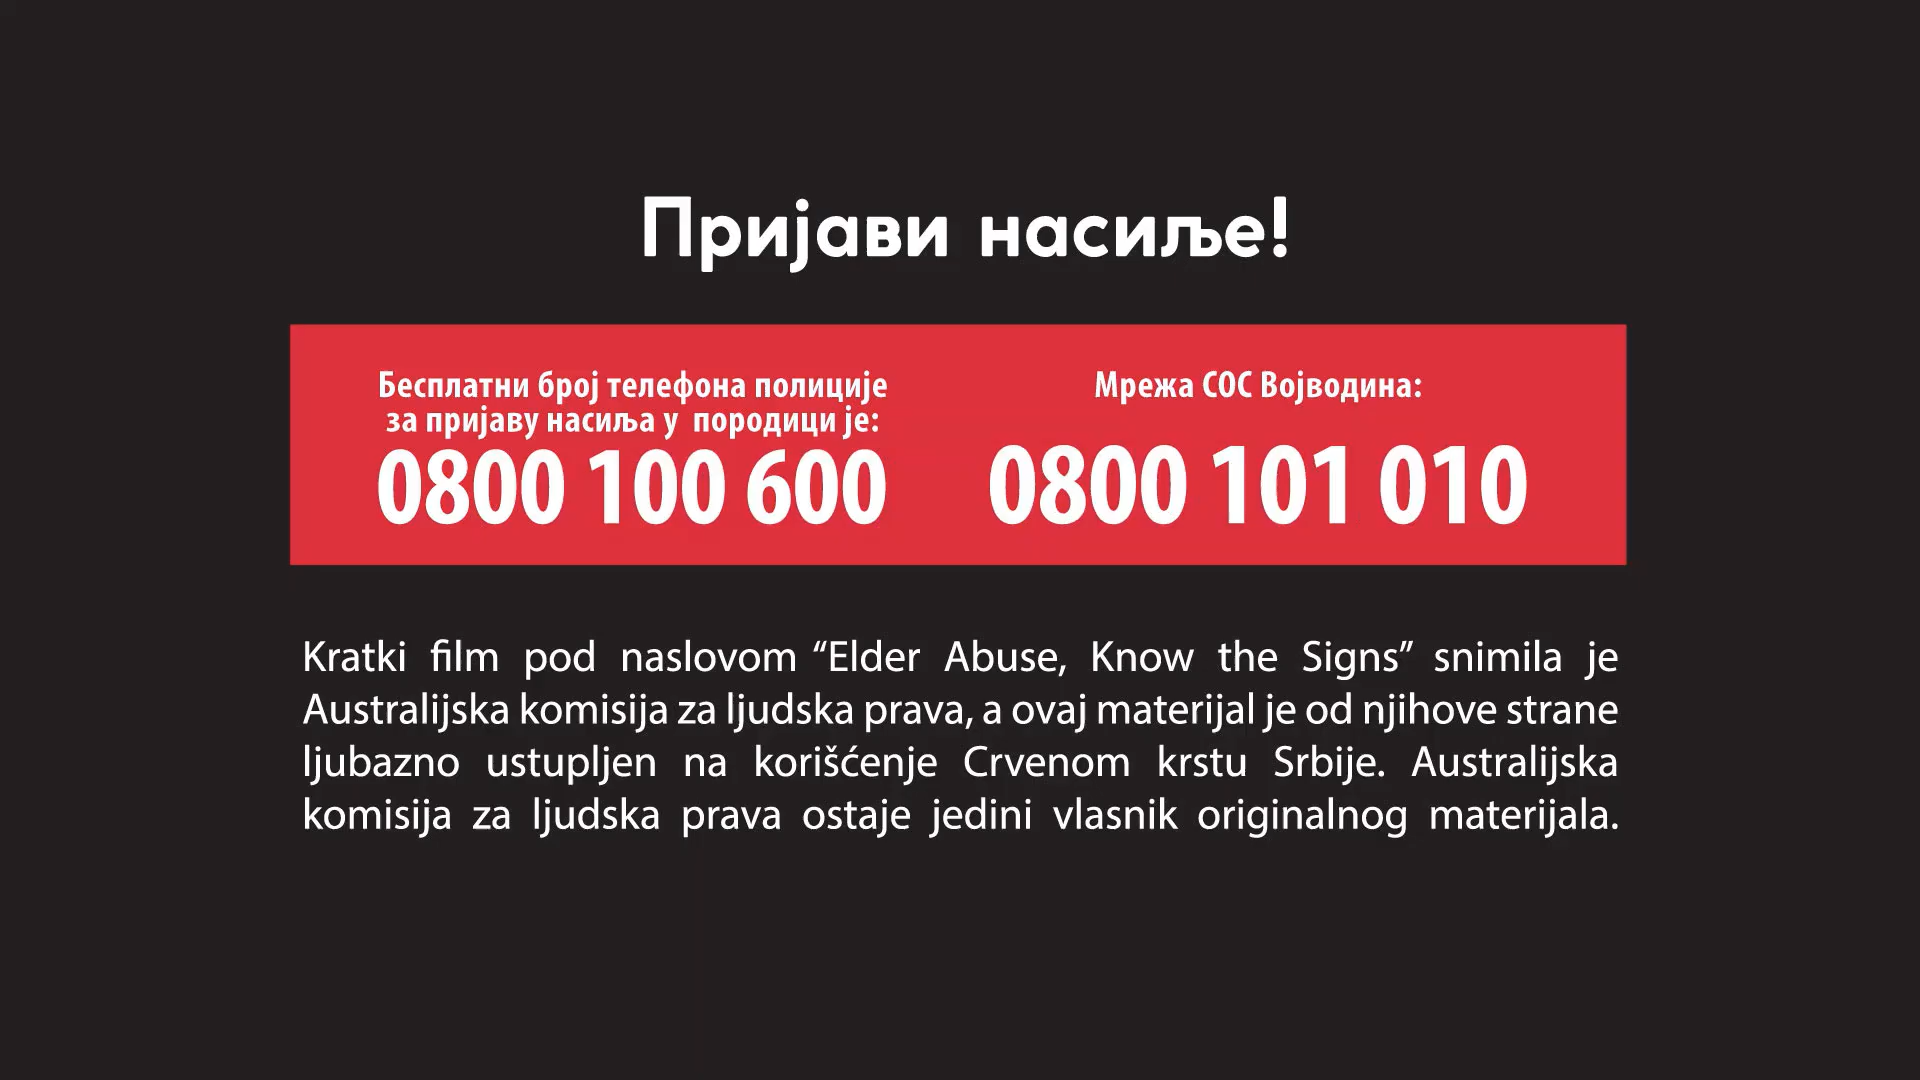 Пријави насиље!
Бесплатни број телефона полиције
за пријаву насиља у породици је:
0800 100 600
Мрежа СОС Војводина:
0800 101 010
Kratki film pod naslovom “Elder Abuse, Know the Signs” snimila je
Australijska komisija za ljudska prava, a ovaj materijal je od njihove strane
ljubazno ustupljen na korišćenje Crvenom krstu Srbije. Australijska
komisija za ljudska prava ostaje jedini vlasnik originalnog materijala.